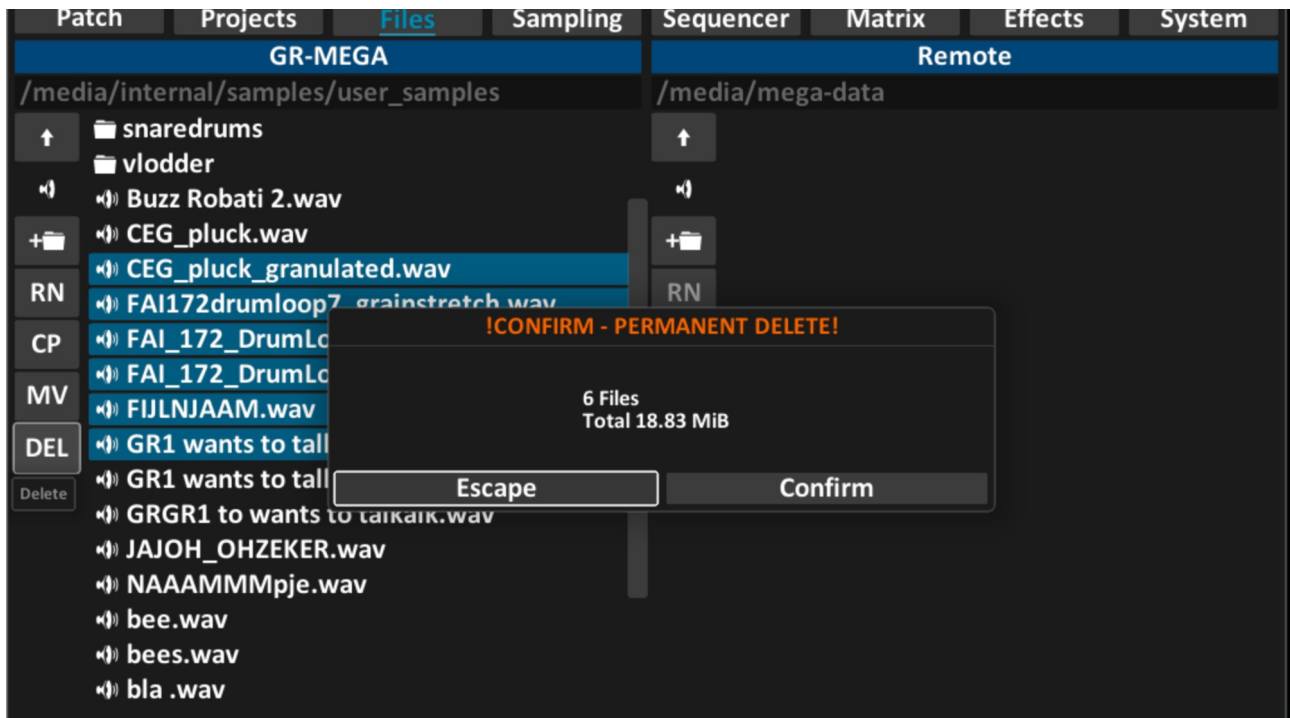 Patch Projects Files Sampling Sequencer Matrix Effects System
GR-MEGA
Remote
/media/internal/samples/user_samples
/media/mega-data
snaredrums
vlodder
Buzz Robati 2.wav
CEG_pluck.wav
+
+
CEG_pluck_granulated.wav
RN
FAI172drumloop7_grainstretch.wav
RN
!CONFIRM - PERMANENT DELETE!
CP
FAI_172_DrumLo
FAI_172_DrumLo
MV
6 Files
FIJLNJAAM.wav
Total 18.83 MiB
DEL
GR1 wants to tal
Delete
GR1 wants to tal
Escape
Confirm
GRGR1 to wants to talkalk.wav
JAJOH_OHZEKER.wav
NAAAMMMpje.wav
bee.wav
bees.wav
bla .wav